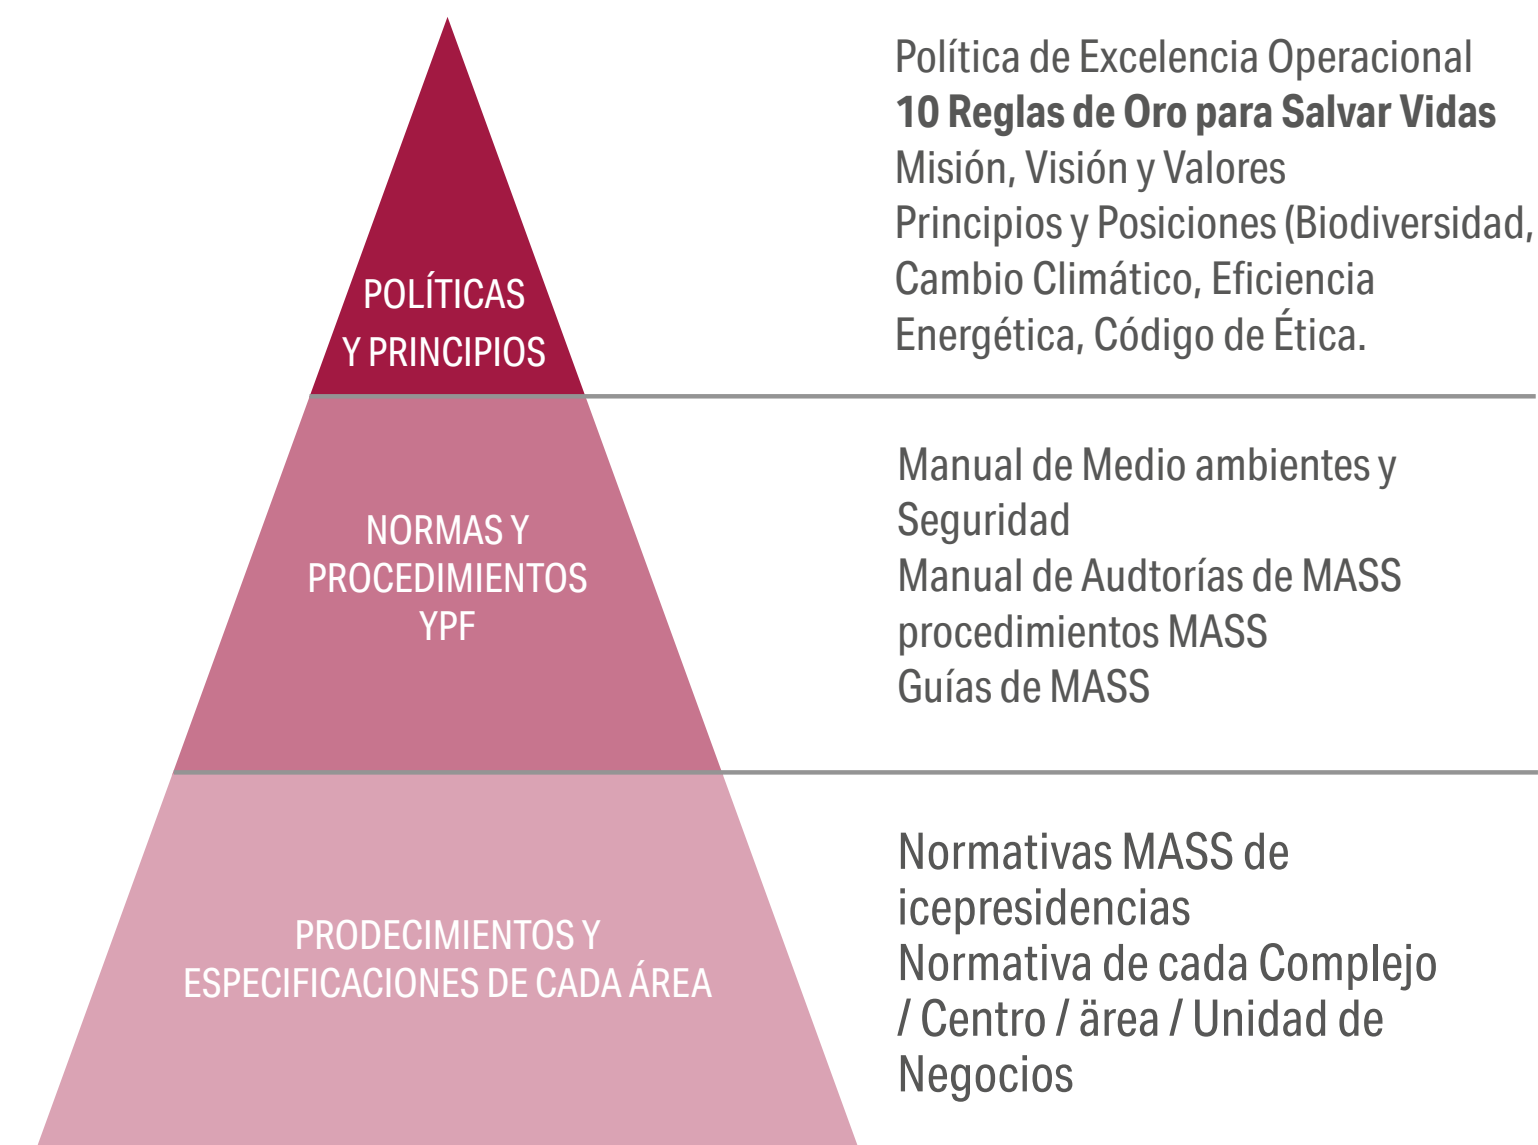 POLÍTICAS
Y PRINCIPIOS
Política de Excelencia Operacional
10 Reglas de Oro para Salvar Vidas
Misión, Visión y Valores
Principios y Posiciones (Biodiversidad,
Cambio Climático, Eficiencia
Energética, Código de Ética.
NORMAS Y
PROCEDIMIENTOS
YPF
Manual de Medio ambientes y
Seguridad
Manual de Audtorías de MASS
procedimientos MASS
Guías de MASS
PRODECIMIENTOS Y
ESPECIFICACIONES DE CADA ÁREA
Normativas MASS de
icepresidencias
Normativa de cada Complejo
/ Centro / ärea / Unidad de
Negocios